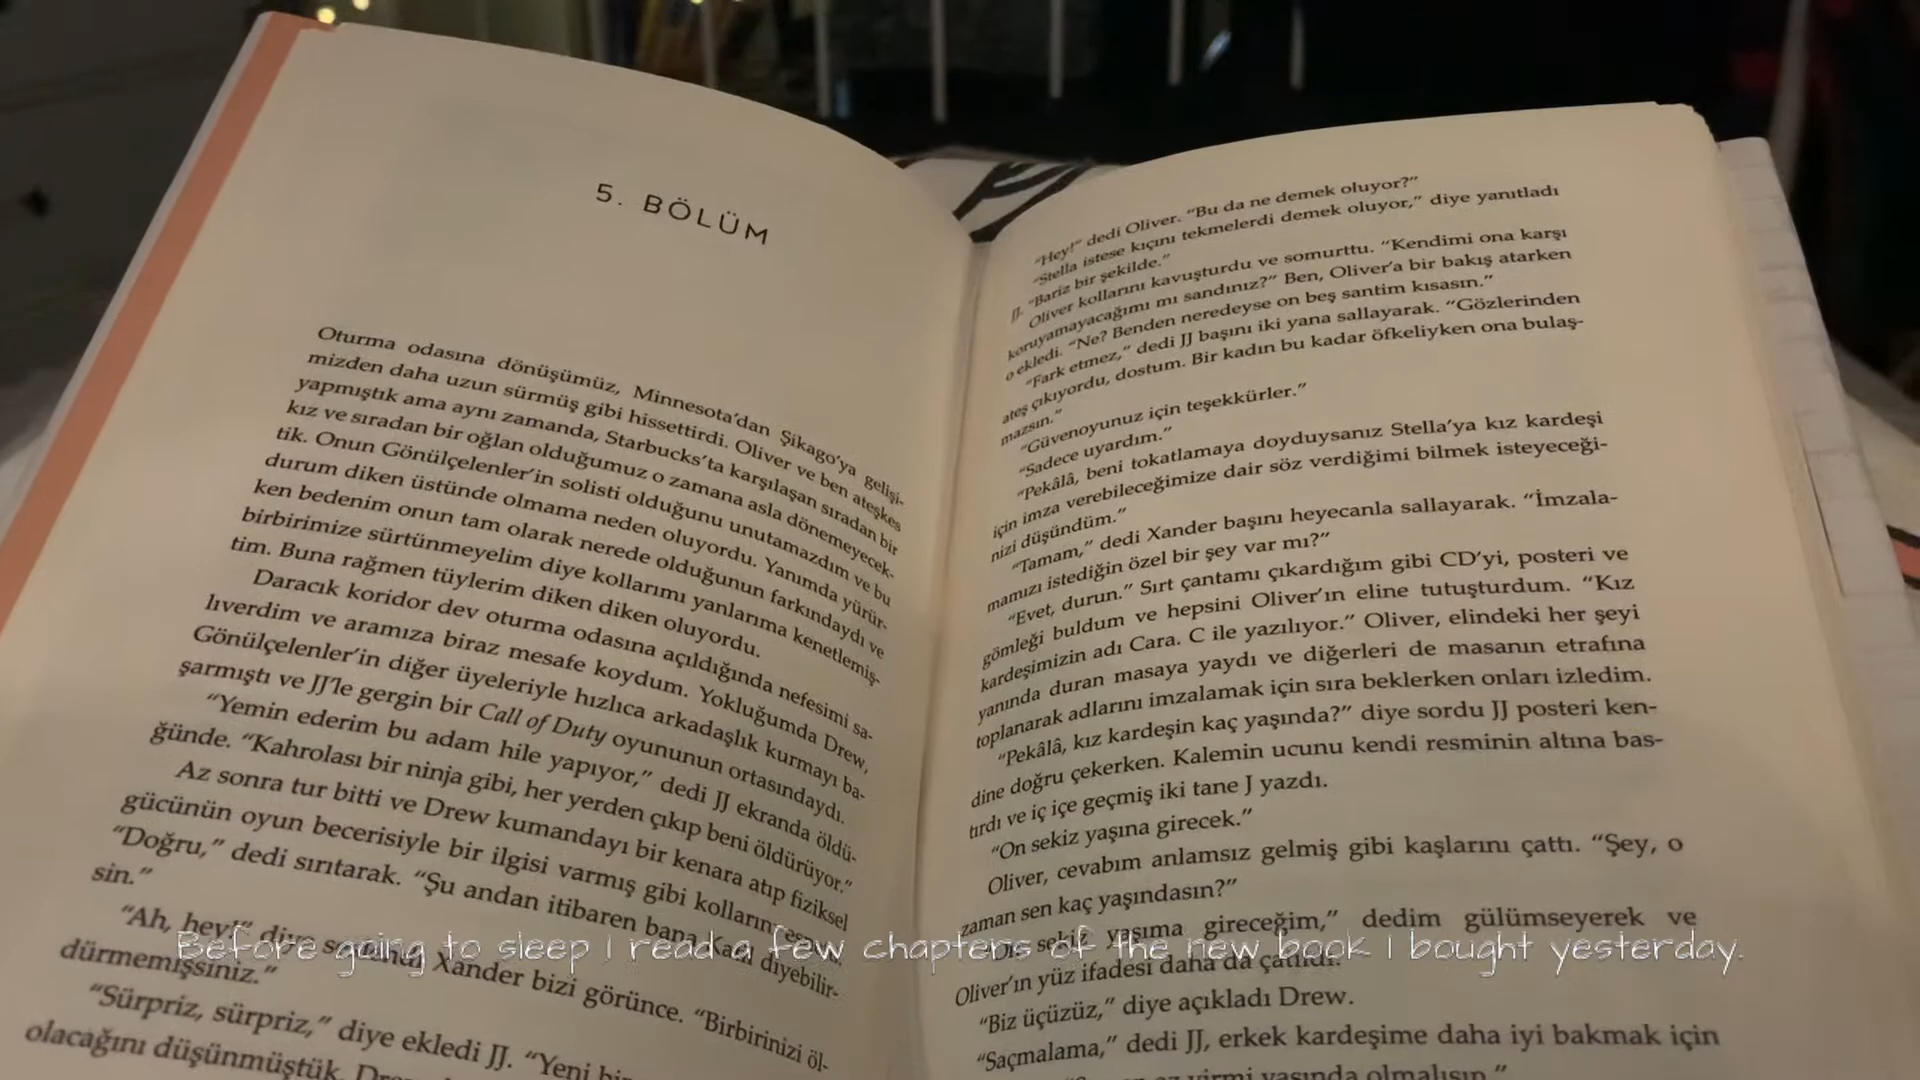 5. BÖLÜM
Oturma odasına dönüşümüz, Minnesota'dan Şikago'ya gelişi-
mizden daha uzun sürmüş gibi hissettirdi. Oliver ve ben ateşkes
yapmıştık ama aynı zamanda, Starbucks'ta karşılaşan sıradan bir
kız ve sıradan bir oğlan olduğumuz o zamana asla dönemeyecek-
tik. Onun Gönülçelenler'in solisti olduğunu unutamazdım ve bu
durum diken üstünde olmama neden oluyordu. Yanımda yürür-
ken bedenim onun tam olarak nerede olduğunun farkındaydı ve
birbirimize sürtünmeyelim diye kollarımı yanlarıma kenetlemiş-
tim. Buna rağmen tüylerim diken diken oluyordu.
Daracık koridor dev oturma odasına açıldığında nefesimi sa-
lıverdim ve aramıza biraz mesafe koydum. Yokluğumda Drew,
Gönülçelenler'in diğer üyeleriyle hızlıca arkadaşlık kurmayı ba-
şarmıştı ve JJ'le gergin bir Call of Duty oyununun ortasındaydı.
“Yemin ederim bu adam hile yapıyor,” dedi JJ ekranda öldü-
ğünde. “Kahrolası bir ninja gibi, her yerden çıkıp beni öldürüyor.”
Az sonra tur bitti ve Drew kumandayı bir kenara atıp fiziksel
gücünün oyun becerisiyle bir ilgisi varmış gibi kollarını
“Doğru,” dedi sırıtarak. “Şu andan itibaren bana diyebilir-
sin.”
“Ah, hey!” diye Xander bizi görünce. “Birbirinizi öl-
dürmemişsiniz.”
“Sürpriz, sürpriz,” diye ekledi JJ. “Yeni
olacağını düşünmüştük.
“Hey!” dedi Oliver. “Bu da ne demek oluyor?”
“Stella istese kıçını tekmelerdi demek oluyor,” diye yanıtladı
JJ. “Bariz bir şekilde.”
Oliver kollarını kavuşturdu ve somurttu. “Kendimi ona karşı
koruyamayacağımı mı sandınız?” Ben, Oliver'a bir bakış atarken
o ekledi. “Ne? Benden neredeyse on beş santim kısasın.”
“Fark etmez,” dedi JJ başını iki yana sallayarak. “Gözlerinden
ateş çıkıyordu, dostum. Bir kadın bu kadar öfkeliyken ona bulaş-
mazsın.”
“Güvenoyunuz için teşekkürler.”
“Sadece uyardım.”
“Pekâlâ, beni tokatlamaya doyduysanız Stella'ya kız kardeşi
için imza verebileceğimize dair söz verdiğimi bilmek isteyeceği-
nizi düşündüm.”
“Tamam,” dedi Xander başını heyecanla sallayarak. “İmzala-
mamızı istediğin özel bir şey var mı?”
“Evet, durun.” Sırt çantamı çıkardığım gibi CD'yi, posteri ve
gömleği buldum ve hepsini Oliver'ın eline tutuşturdum. “Kız
kardeşimizin adı Cara. C ile yazılıyor.” Oliver, elindeki her şeyi
yanında duran masaya yaydı ve diğerleri de masanın etrafına
toplanarak adlarını imzalamak için sıra beklerken onları izledim.
“Pekâlâ, kız kardeşin kaç yaşında?” diye sordu JJ posteri ken-
dine doğru çekerken. Kalemin ucunu kendi resminin altına bas-
tırdı ve iç içe geçmiş iki tane J yazdı.
“On sekiz yaşına girecek.”
Oliver, cevabım anlamsız gelmiş gibi kaşlarını çattı. “Şey, o
zaman sen kaç yaşındasın?”
sekiz yaşıma gireceğim,” dedim gülümseyerek ve
Oliver'ın yüz ifadesi daha da çatıldı.
“Biz üçüzüz,” diye açıkladı Drew.
“Saçmalama,” dedi JJ, erkek kardeşime daha iyi bakmak için
yirmi yaşında olmalısın.”
Before going to sleep I read a few chapters of the new book I bought yesterday.